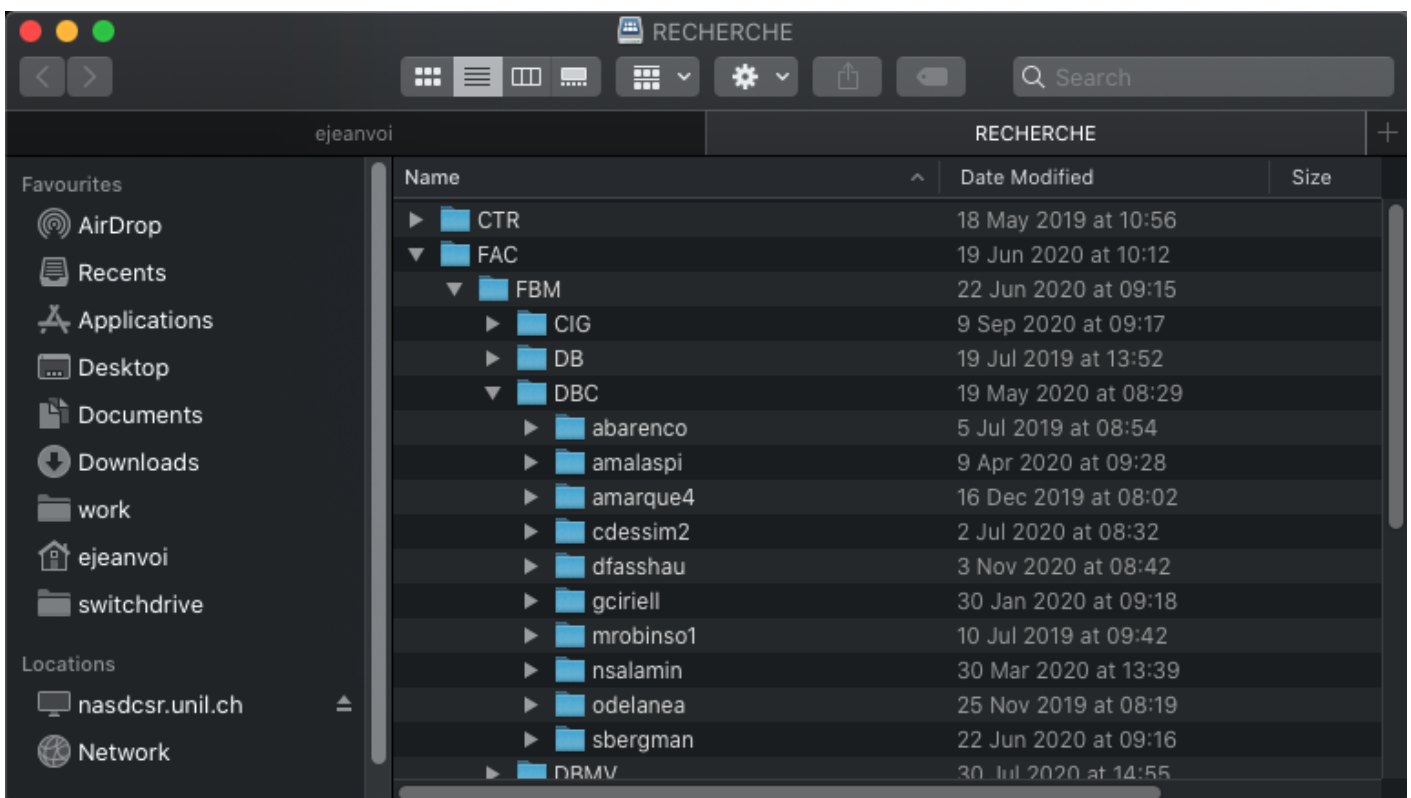 RECHERCHE
Search
ejeanvoi
RECHERCHE
Favourites
AirDrop
Recents
Applications
Desktop
Documents
Downloads
work
ejeanvoi
switchdrive
Locations
nasdcsr.unil.ch
Network
Name Date Modified Size
CTR 18 May 2019 at 10:56
FAC 19 Jun 2020 at 10:12
FBM 22 Jun 2020 at 09:15
CIG 9 Sep 2020 at 09:17
DB 19 Jul 2019 at 13:52
DBC 19 May 2020 at 08:29
abarenco 5 Jul 2019 at 08:54
amalaspi 9 Apr 2020 at 09:28
amarque4 16 Dec 2019 at 08:02
cdessim2 2 Jul 2020 at 08:32
dfasshau 3 Nov 2020 at 08:42
gciriell 30 Jan 2020 at 09:18
mrobinso1 10 Jul 2019 at 09:42
nsalamin 30 Mar 2020 at 13:39
odelanea 25 Nov 2019 at 08:19
sbergman 22 Jun 2020 at 09:16
DBMV 30 Jul 2020 at 14:55